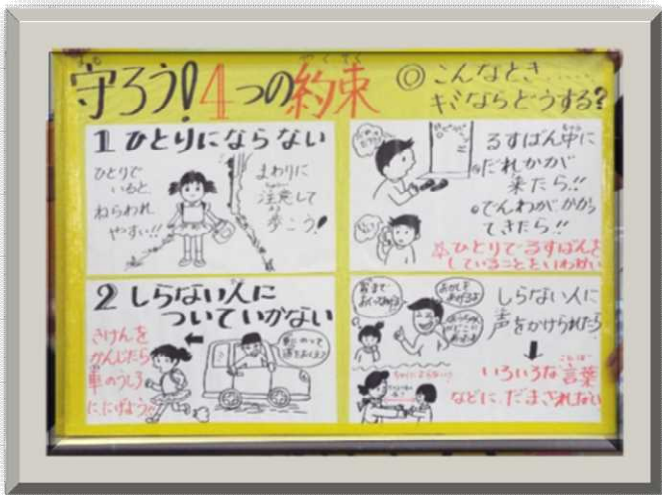 守ろう!4つの約束
◎こんなとき.....
キミならどうする?
1 ひとりにならない
ひとりで
いると
ねらわれ
やすい!!
まわりに
注意して
歩こう!
るすばん中に
●だれかが
来たら!!
●でんわがかかっ
てきたら!!
ひとりでるすばんを
していることをいわない
2 しらない人に
ついていかない
きけんを
かんじたら
車のうしろ
ににげよう
しらない人に
声をかけられたら
↓
いろいろな言葉
などに、だまされない